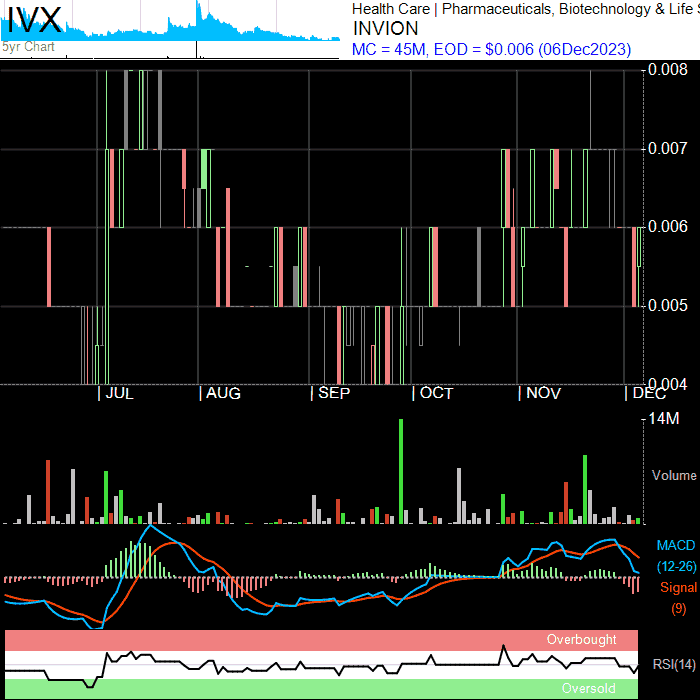 IVX
5yr Chart
Health Care | Pharmaceuticals, Biotechnology & Life
INVION
MC = 45M, EOD = $0.006 (06Dec2023)
0.008
0.007
0.006
0.005
0.004
| JUL | AUG | SEP | OCT | NOV | DEC
14M
Volume
MACD
(12-26)
Signal
(9)
Overbought
RSI(14)
Oversold